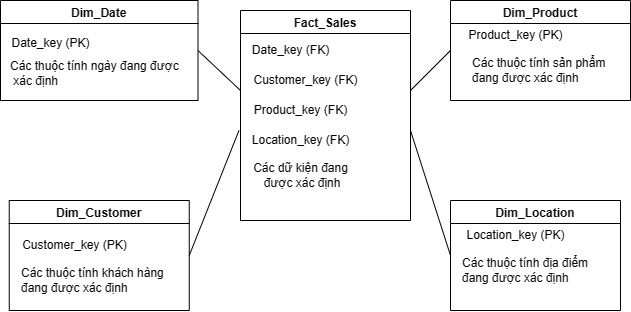 Dim_Date
Date_key (PK)
Các thuộc tính ngày đang được
xác định
Fact_Sales
Date_key (FK)
Customer_key (FK)
Product_key (FK)
Location_key (FK)
Các dữ kiện đang
được xác định
Dim_Product
Product_key (PK)
Các thuộc tính sản phẩm
đang được xác định
Dim_Customer
Customer_key (PK)
Các thuộc tính khách hàng
đang được xác định
Dim_Location
Location_key (PK)
Các thuộc tính địa điểm
đang được xác định